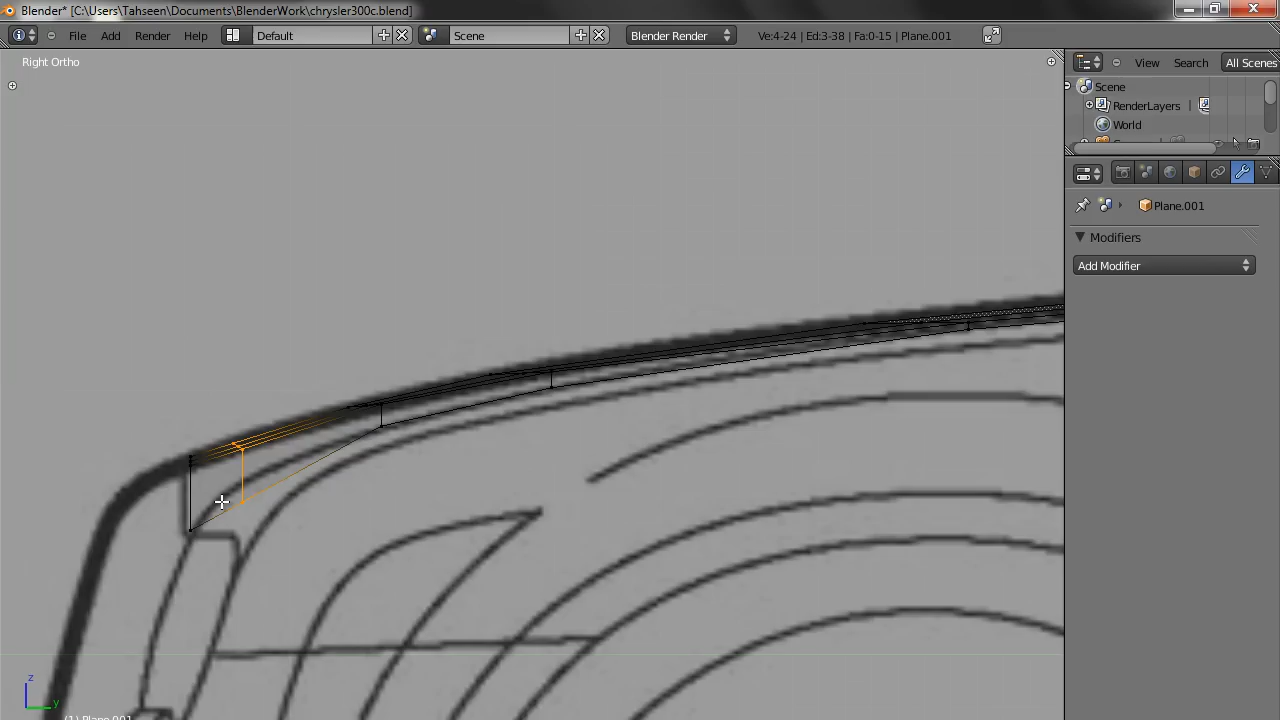 Blender* [C:\Users\Tahseen\Documents\BlenderWork\chrysler300c.blend]
File Add Render Help Default Scene Blender Render Ve:4-24 | Ed:3-38 | Fa:0-15 | Plane.001
Right Ortho
View Search All Scenes
Scene
RenderLayers |
World
Plane.001
Modifiers
Add Modifier
z
y
(1) Plane.001